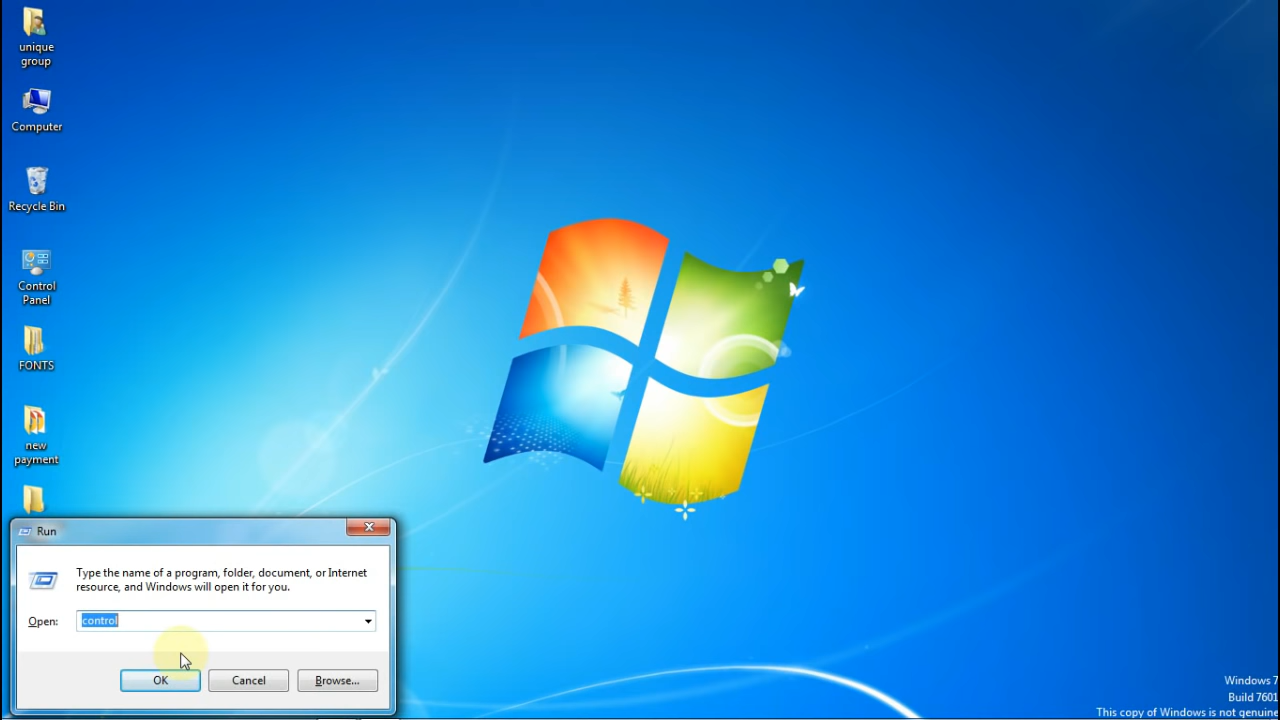 unique
group
Computer
Recycle Bin
Control
Panel
FONTS
new
payment
Run
Type the name of a program, folder, document, or Internet
resource, and Windows will open it for you.
Open:
control
OK
Cancel
Browse...
Windows 7
Build 7601
This copy of Windows is not genuine